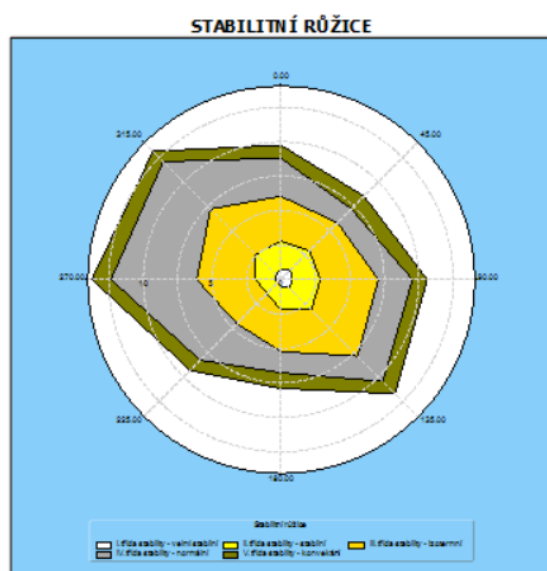 STABILITNÍ RŮŽICE
0.00
315.00
45.00
270.00
10
5
90.00
225.00
135.00
180.00
Stabilitní růžice
I.třída stability - velmi stabilní
II.třída stability - stabilní
III.třída stability - izotermní
IV.třída stability - normální
V.třída stability - konvekční